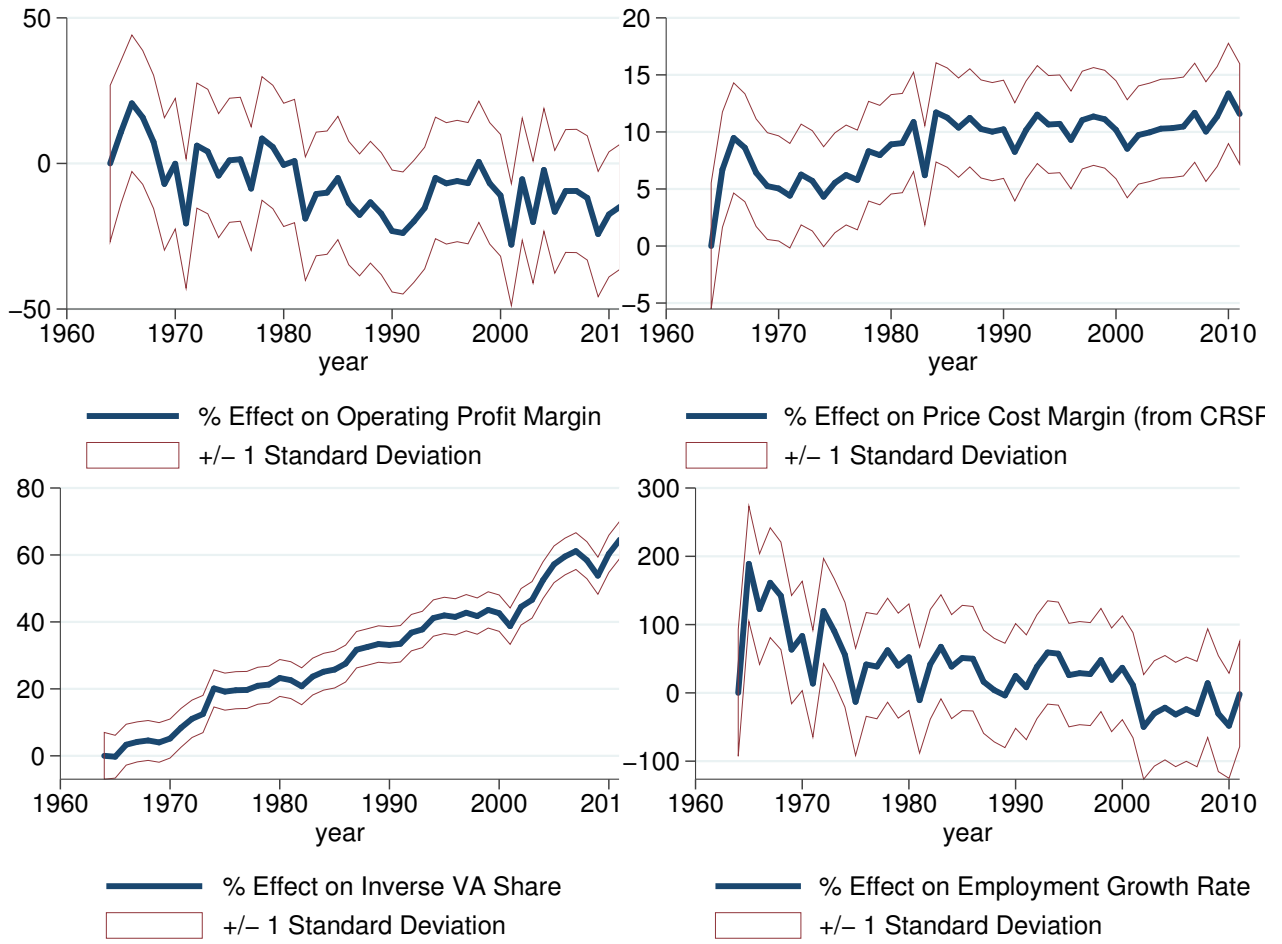 50
0
−50
1960 1970 1980 1990 2000 201
year
% Effect on Operating Profit Margin
+/− 1 Standard Deviation
20
15
10
5
0
−5
1960 1970 1980 1990 2000 2010
year
% Effect on Price Cost Margin (from CRSP
+/− 1 Standard Deviation
80
60
40
20
0
1960 1970 1980 1990 2000 201
year
% Effect on Inverse VA Share
+/− 1 Standard Deviation
300
200
100
0
−100
1960 1970 1980 1990 2000 2010
year
% Effect on Employment Growth Rate
+/− 1 Standard Deviation